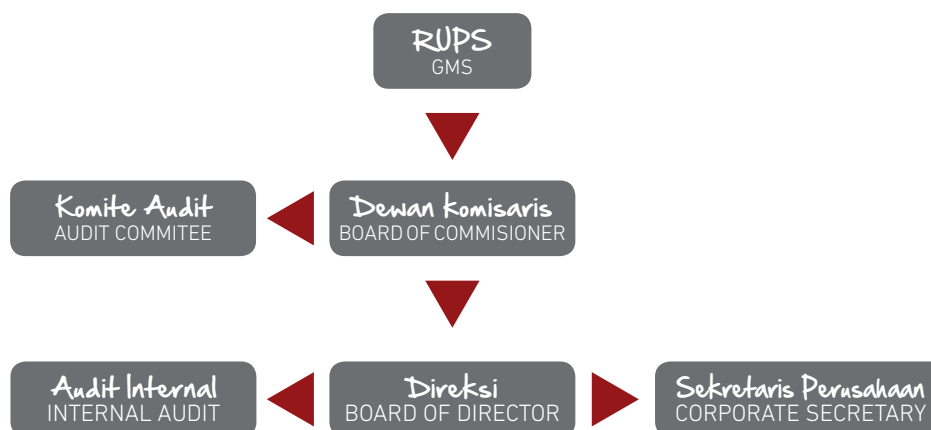 RUPS
GMS
Komite Audit
AUDIT COMMITEE
Dewan Komisaris
BOARD OF COMMISIONER
Audit Internal
INTERNAL AUDIT
Direksi
BOARD OF DIRECTOR
Sekretaris Perusahaan
CORPORATE SECRETARY